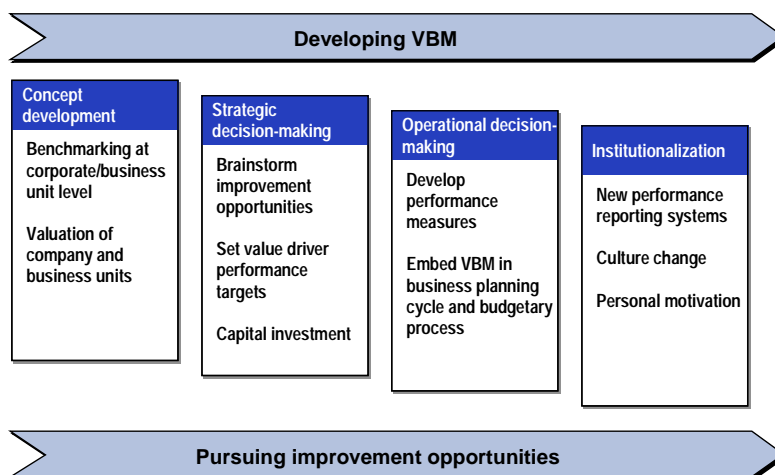 Developing VBM
Concept
development
Benchmarking at
corporate/business
unit level
Valuation of
company and
business units
Strategic
decision-making
Brainstorm
improvement
opportunities
Set value driver
performance
targets
Capital investment
Operational decision-
making
Develop
performance
measures
Embed VBM in
business planning
cycle and budgetary
process
Institutionalization
New performance
reporting systems
Culture change
Personal motivation
Pursuing improvement opportunities